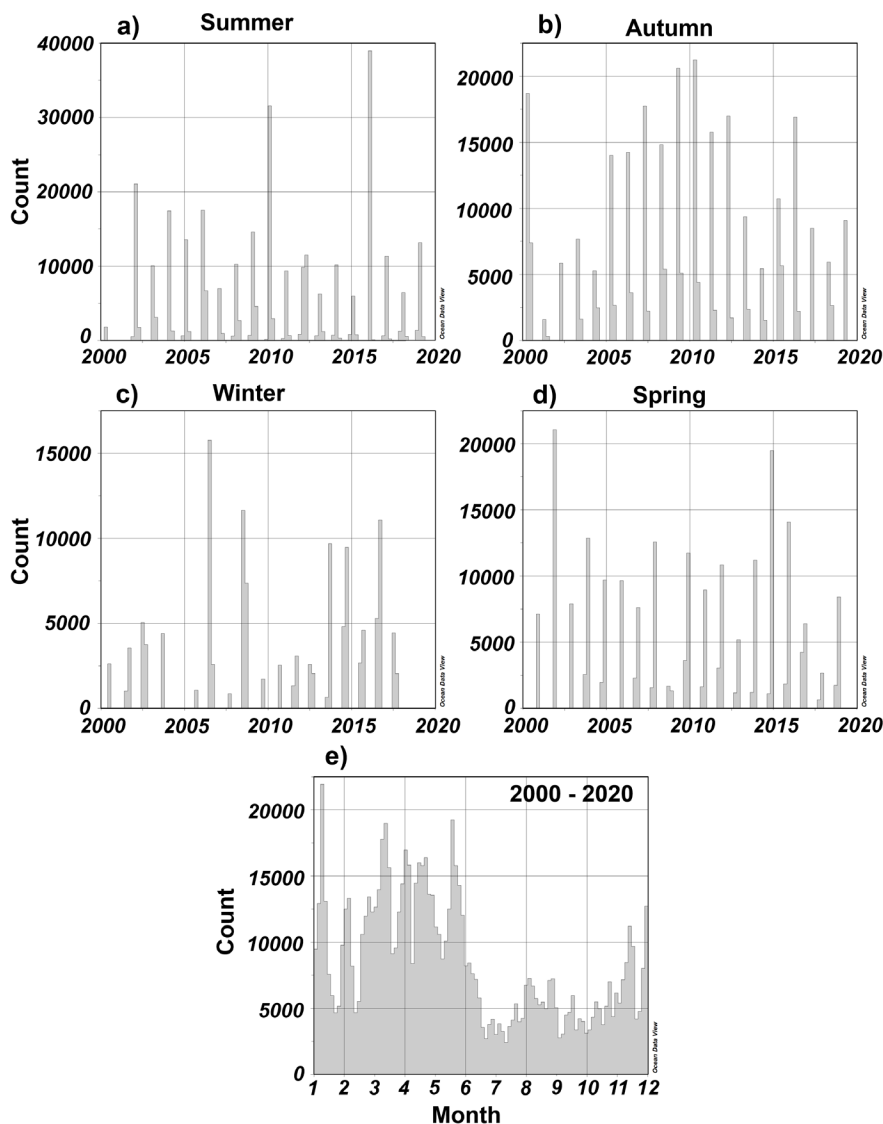 a) Summer
40000
30000
20000
10000
0
Count
2000 2005 2010 2015 2020
Ocean Data View
b) Autumn
20000
15000
10000
5000
0
2000 2005 2010 2015 2020
Ocean Data View
c) Winter
15000
10000
5000
0
Count
2000 2005 2010 2015 2020
Ocean Data View
d) Spring
20000
15000
10000
5000
0
2000 2005 2010 2015 2020
Ocean Data View
e)
2000 - 2020
20000
15000
10000
5000
0
Count
1 2 3 4 5 6 7 8 9 10 11 12
Month
Ocean Data View